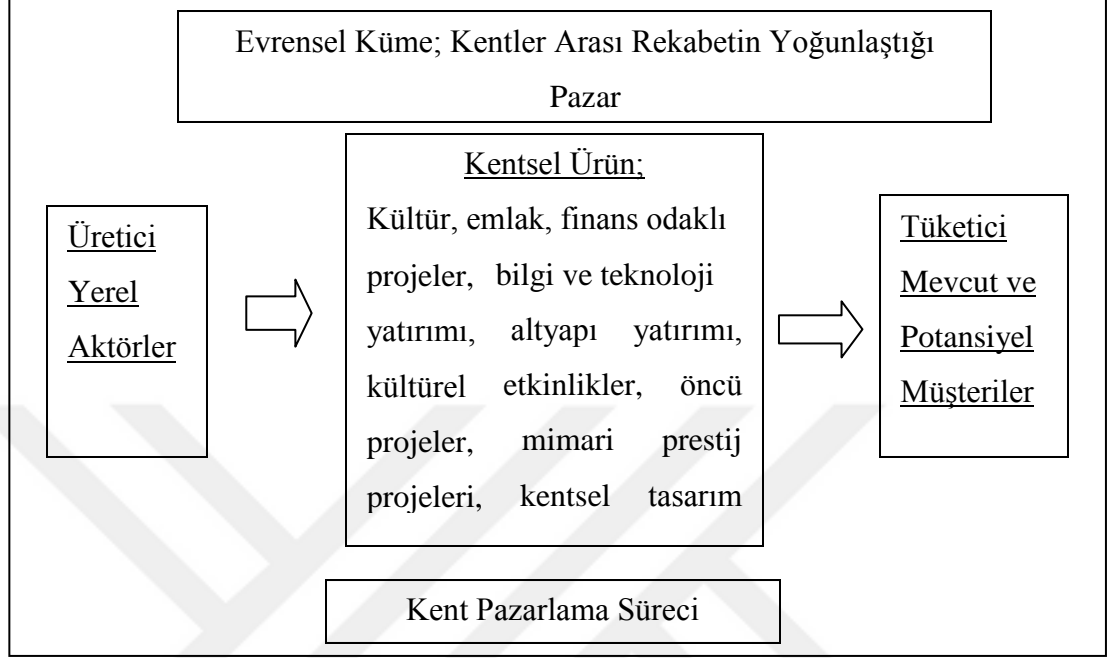 Evrensel Küme; Kentler Arası Rekabetin Yoğunlaştığı
Pazar
Üretici
Yerel
Aktörler
Kentsel Ürün;
Kültür, emlak, finans odaklı
projeler, bilgi ve teknoloji
yatırımı, altyapı yatırımı,
kültürel etkinlikler, öncü
projeler, mimari prestij
projeleri, kentsel tasarım
Tüketici
Mevcut ve
Potansiyel
Müşteriler
Kent Pazarlama Süreci